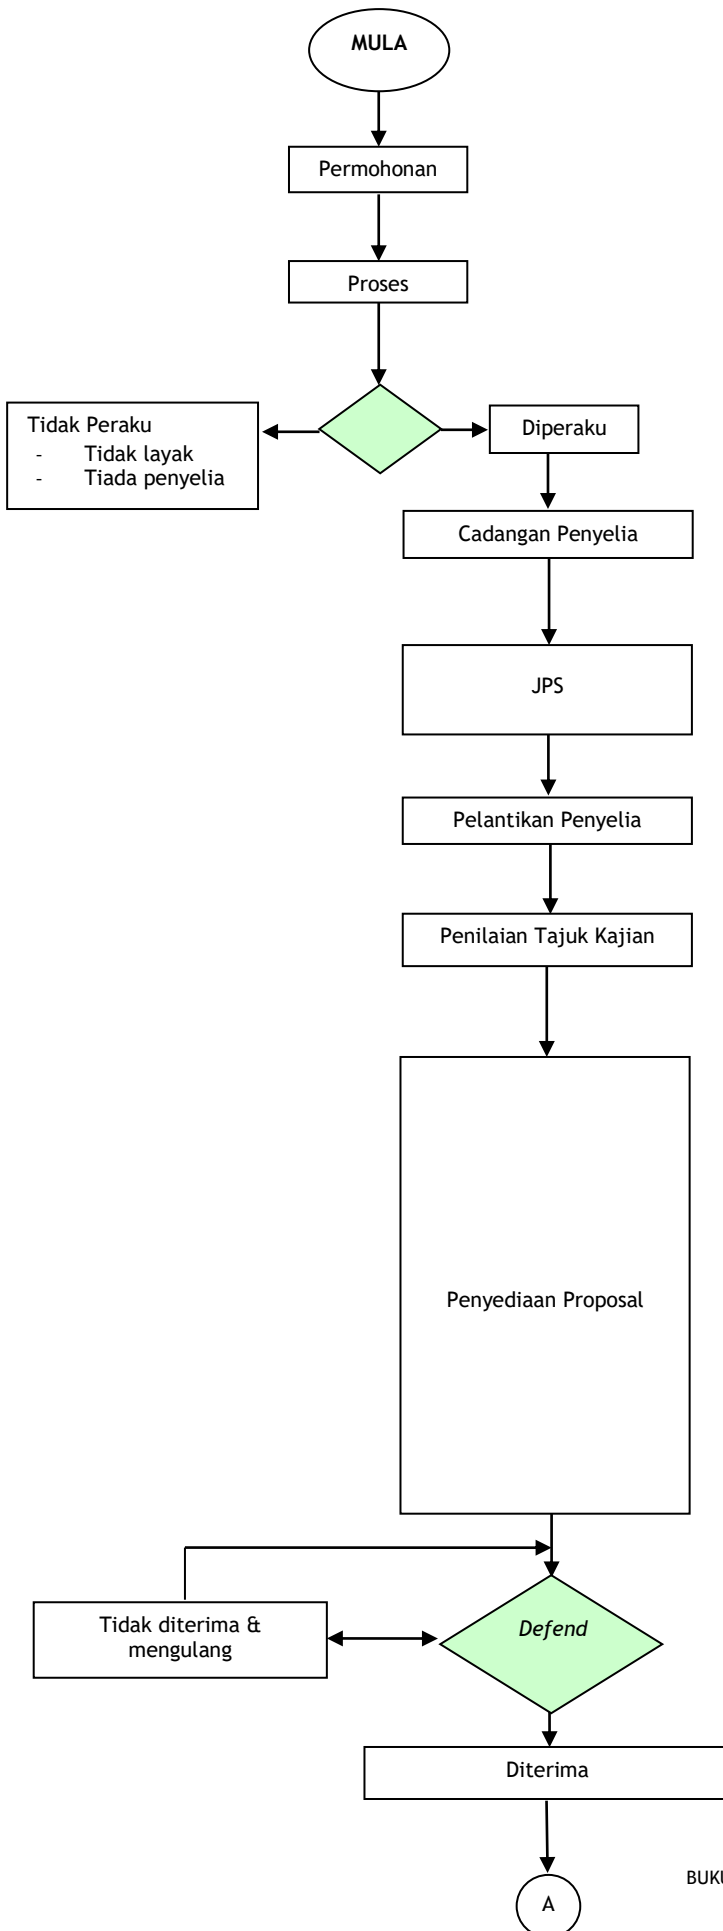 MULA
Permohonan
Proses
Tidak Peraku
- Tidak layak
- Tiada penyelia
Diperaku
Cadangan Penyelia
JPS
Pelantikan Penyelia
Penilaian Tajuk Kajian
Penyediaan Proposal
Tidak diterima &
mengulang
Defend
Diterima
A